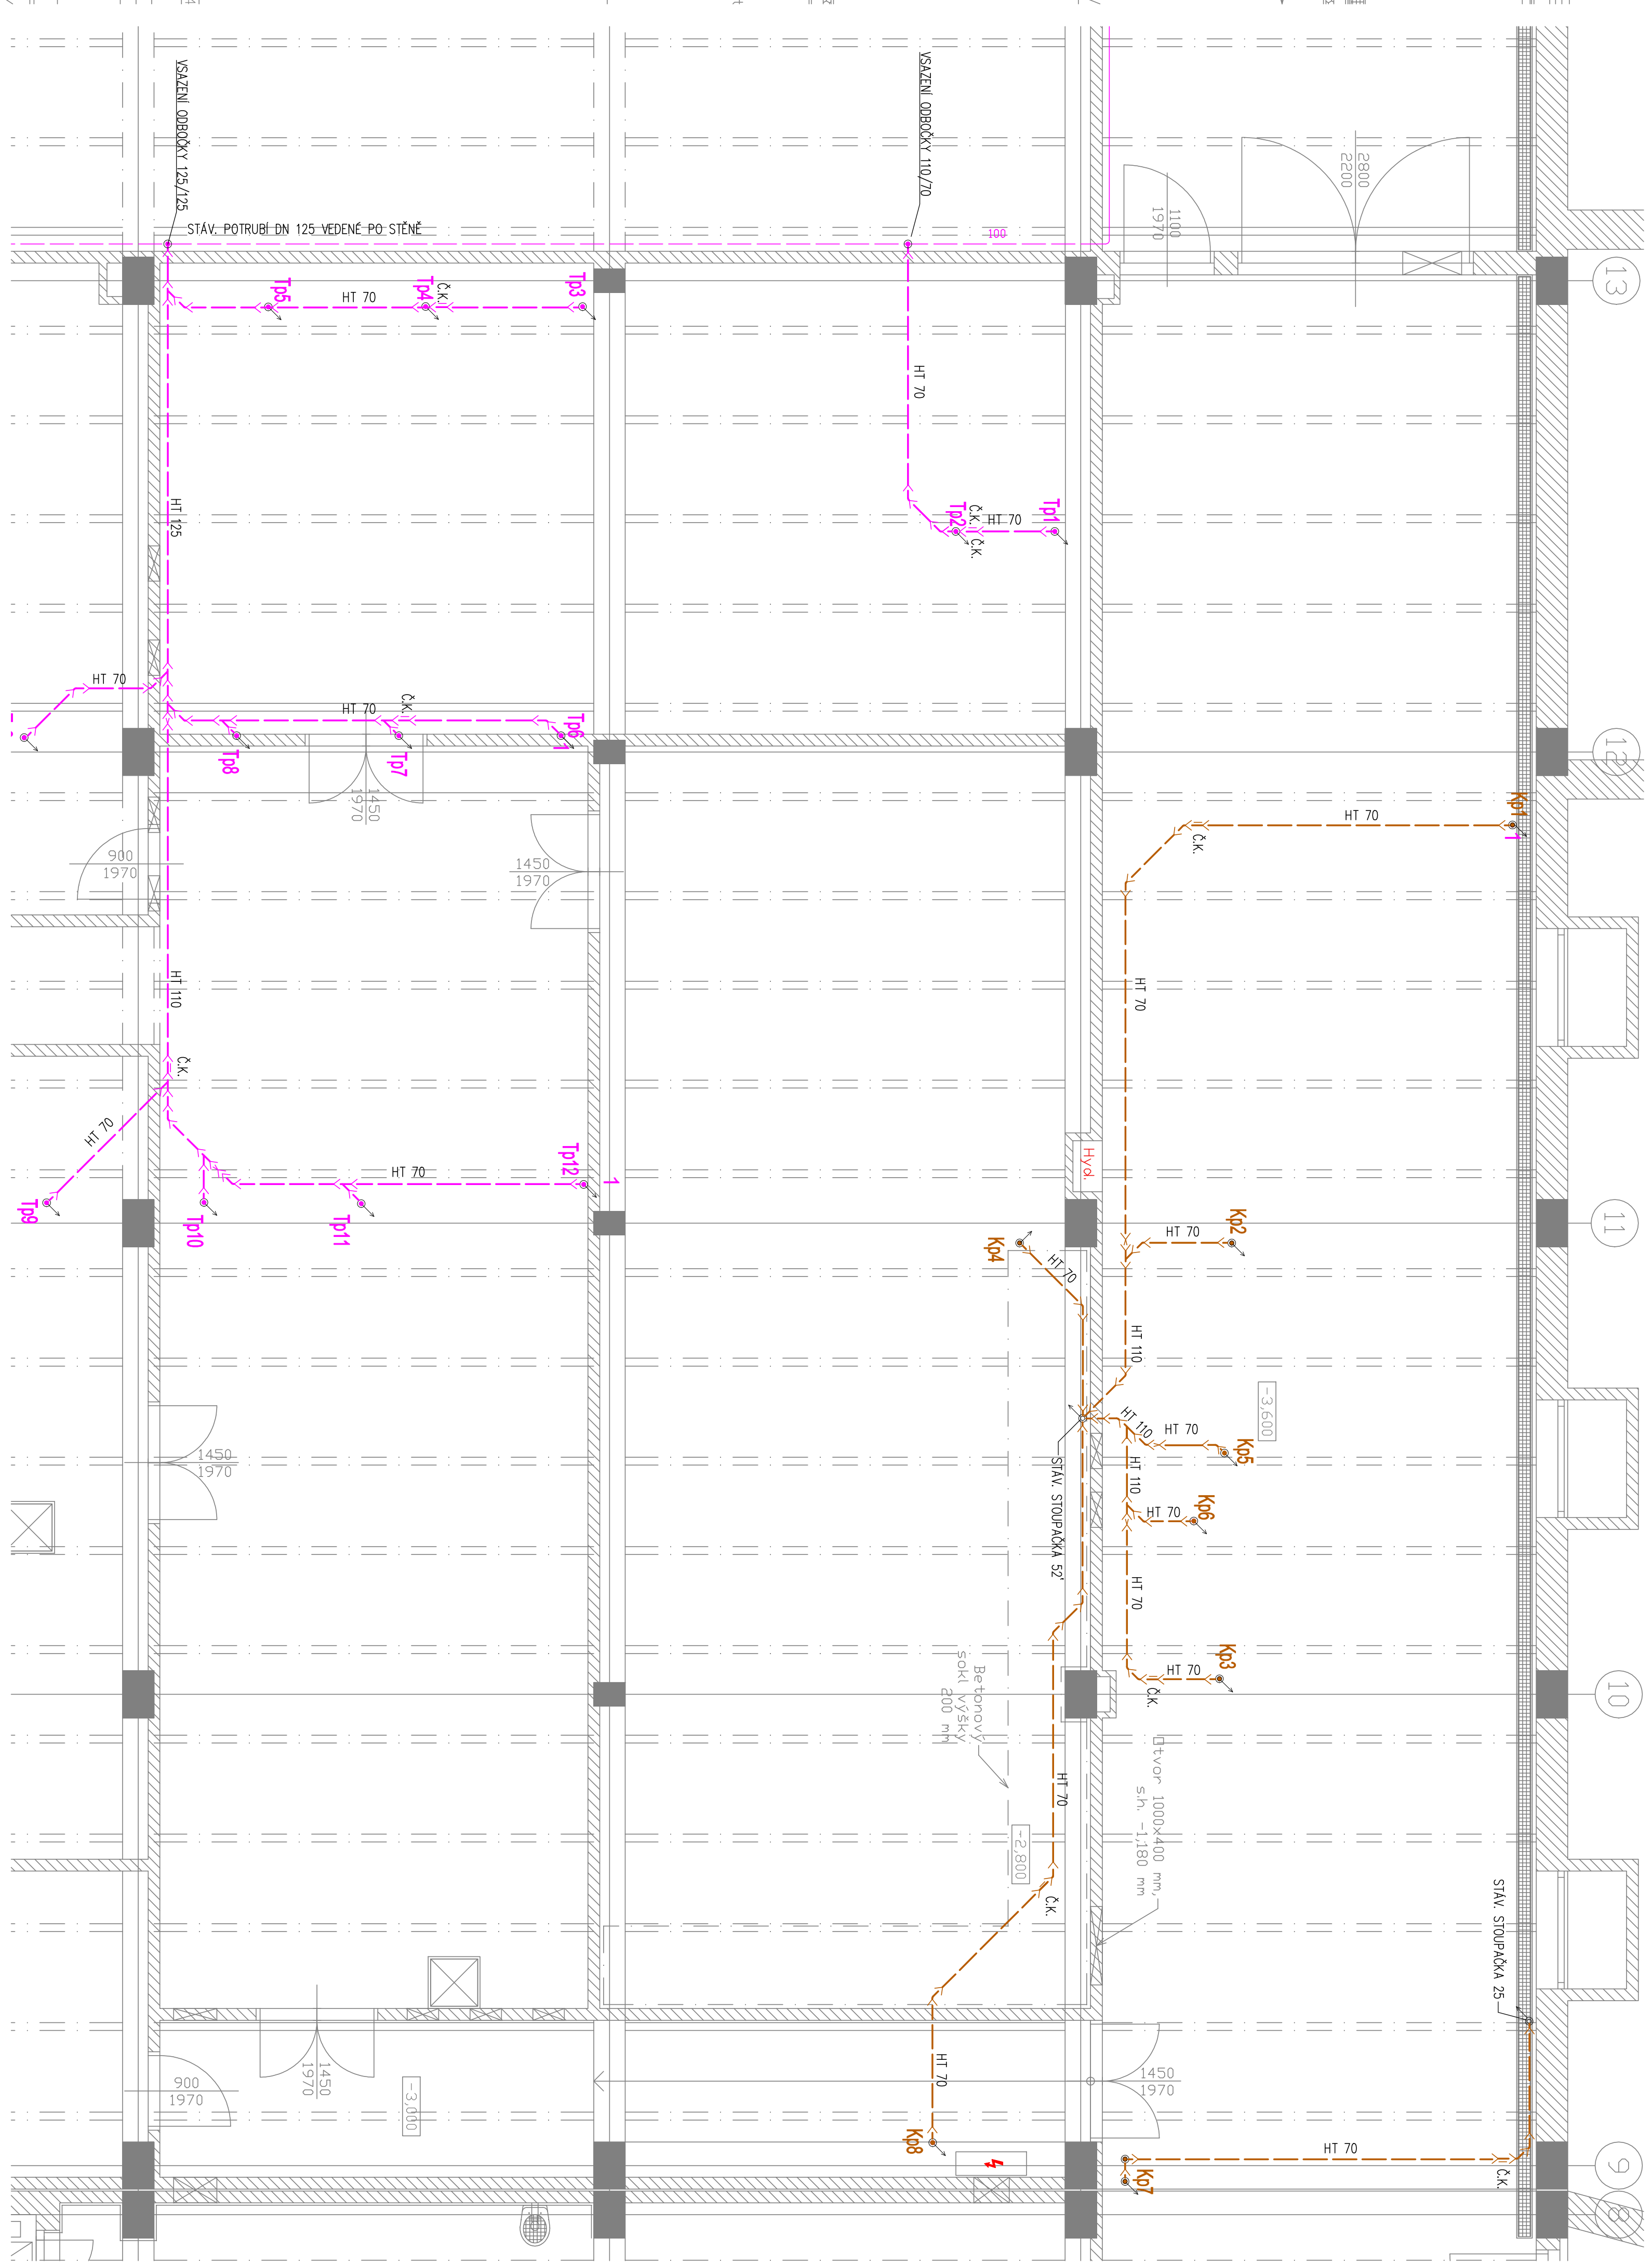 VSAZENÍ ODBOČKY 125/125
STÁV. POTRUBÍ DN 125 VEDENÉ PO STĚNĚ
VSAZENÍ ODBOČKY 110/70
100
1100
1970
2800
2200
13
Tp5
HT 70
Tp4
Č.K.
Tp3
HT 70
Tp2
Č.K.
Č.K.
HT 70
Tp1
HT 125
HT 70
HT 70
Č.K.
Tp6
1
Tp8
Tp7
1450
1970
12
Kp1
1
HT 70
Č.K.
900
1970
1450
1970
HT 110
HT 70
Č.K.
HT 70
Tp9
Tp10
Tp11
HT 70
Tp12
1
Hyd.
11
Kp2
HT 70
Kp4
HT 70
HT 110
-3,600
HT 110
HT 70
Kp5
HT 110
Kp6
HT 70
STÁV. STOUPAČKA 52'
1450
1970
HT 70
Kp3
HT 70
Č.K.
10
Betonový
sokl výšky
200 mm
HT 70
tvor 1000x400 mm,
s.h. -1,180 mm
-2,800
Č.K.
STÁV. STOUPAČKA 25
HT 70
1450
1970
1450
1970
900
1970
-3,000
Kp8
Kp7
HT 70
Č.K.
9
8